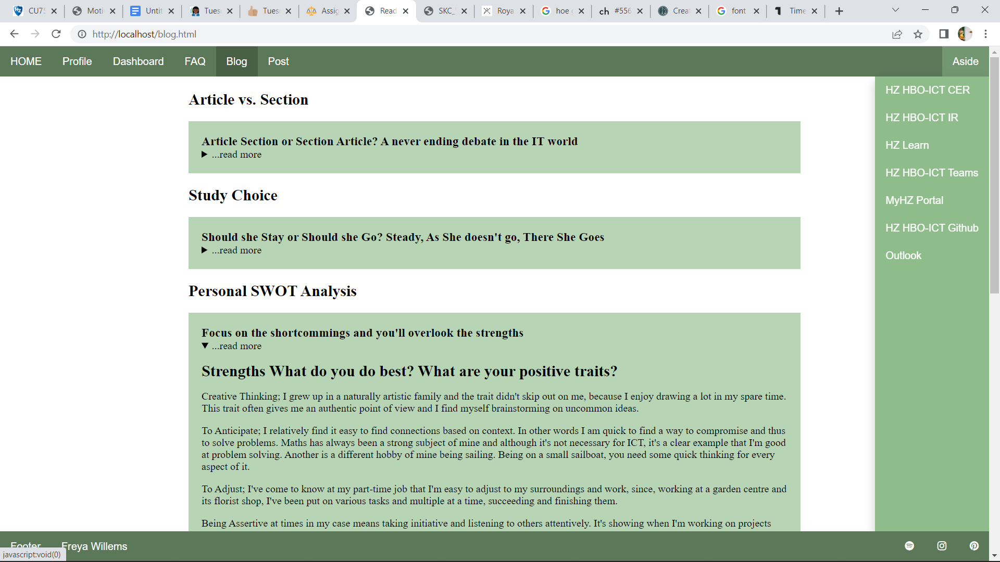 CU75
Moti
Untit
Tues
Tues
Assig
Read
SKC_
Roya
hoe g
ch #556
Crea
font
Time
http://localhost/blog.html
HOME Profile Dashboard FAQ Blog Post Aside
Article vs. Section
Article Section or Section Article? A never ending debate in the IT world
...read more
Study Choice
Should she Stay or Should she Go? Steady, As She doesn't go, There She Goes
...read more
Personal SWOT Analysis
Focus on the shortcommings and you'll overlook the strengths
...read more
Strengths What do you do best? What are your positive traits?
Creative Thinking; I grew up in a naturally artistic family and the trait didn't skip out on me, because I enjoy drawing a lot in my spare time.
This trait often gives me an authentic point of view and I find myself brainstorming on uncommon ideas.
To Anticipate; I relatively find it easy to find connections based on context. In other words I am quick to find a way to compromise and thus
to solve problems. Maths has always been a strong subject of mine and although it's not necessary for ICT, it's a clear example that I'm good
at problem solving. Another is a different hobby of mine being sailing. Being on a small sailboat, you need some quick thinking for every
aspect of it.
To Adjust; I've come to know at my part-time job that I'm easy to adjust to my surroundings and work, since, working at a garden centre and
its florist shop, I've been put on various tasks and multiple at a time, succeeding and finishing them.
Being Assertive at times in my case means taking initiative and listening to others attentively. It's showing when I'm working on projects
HZ HBO-ICT CER
HZ HBO-ICT IR
HZ Learn
HZ HBO-ICT Teams
MyHZ Portal
HZ HBO-ICT Github
Outlook
Footer Freya Willems
javascript:void(0)